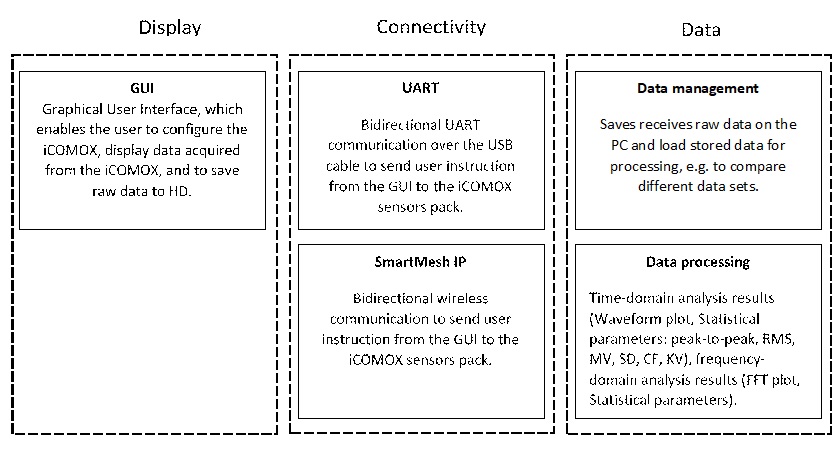 Display
GUI
Graphical User Interface, which
enables the user to configure the
iCOMOX, display data acquired
from the iCOMOX, and to save
raw data to HD.
Connectivity
UART
Bidirectional UART
communication over the USB
cable to send user instruction
from the GUI to the iCOMOX
sensors pack.
SmartMesh IP
Bidirectional wireless
communication to send user
instruction from the GUI to the
iCOMOX sensors pack.
Data
Data management
Saves receives raw data on the
PC and load stored data for
processing, e.g. to compare
different data sets.
Data processing
Time-domain analysis results
(Waveform plot, Statistical
parameters: peak-to-peak, RMS,
MV, SD, CF, KV), frequency-
domain analysis results (FFT plot,
Statistical parameters).